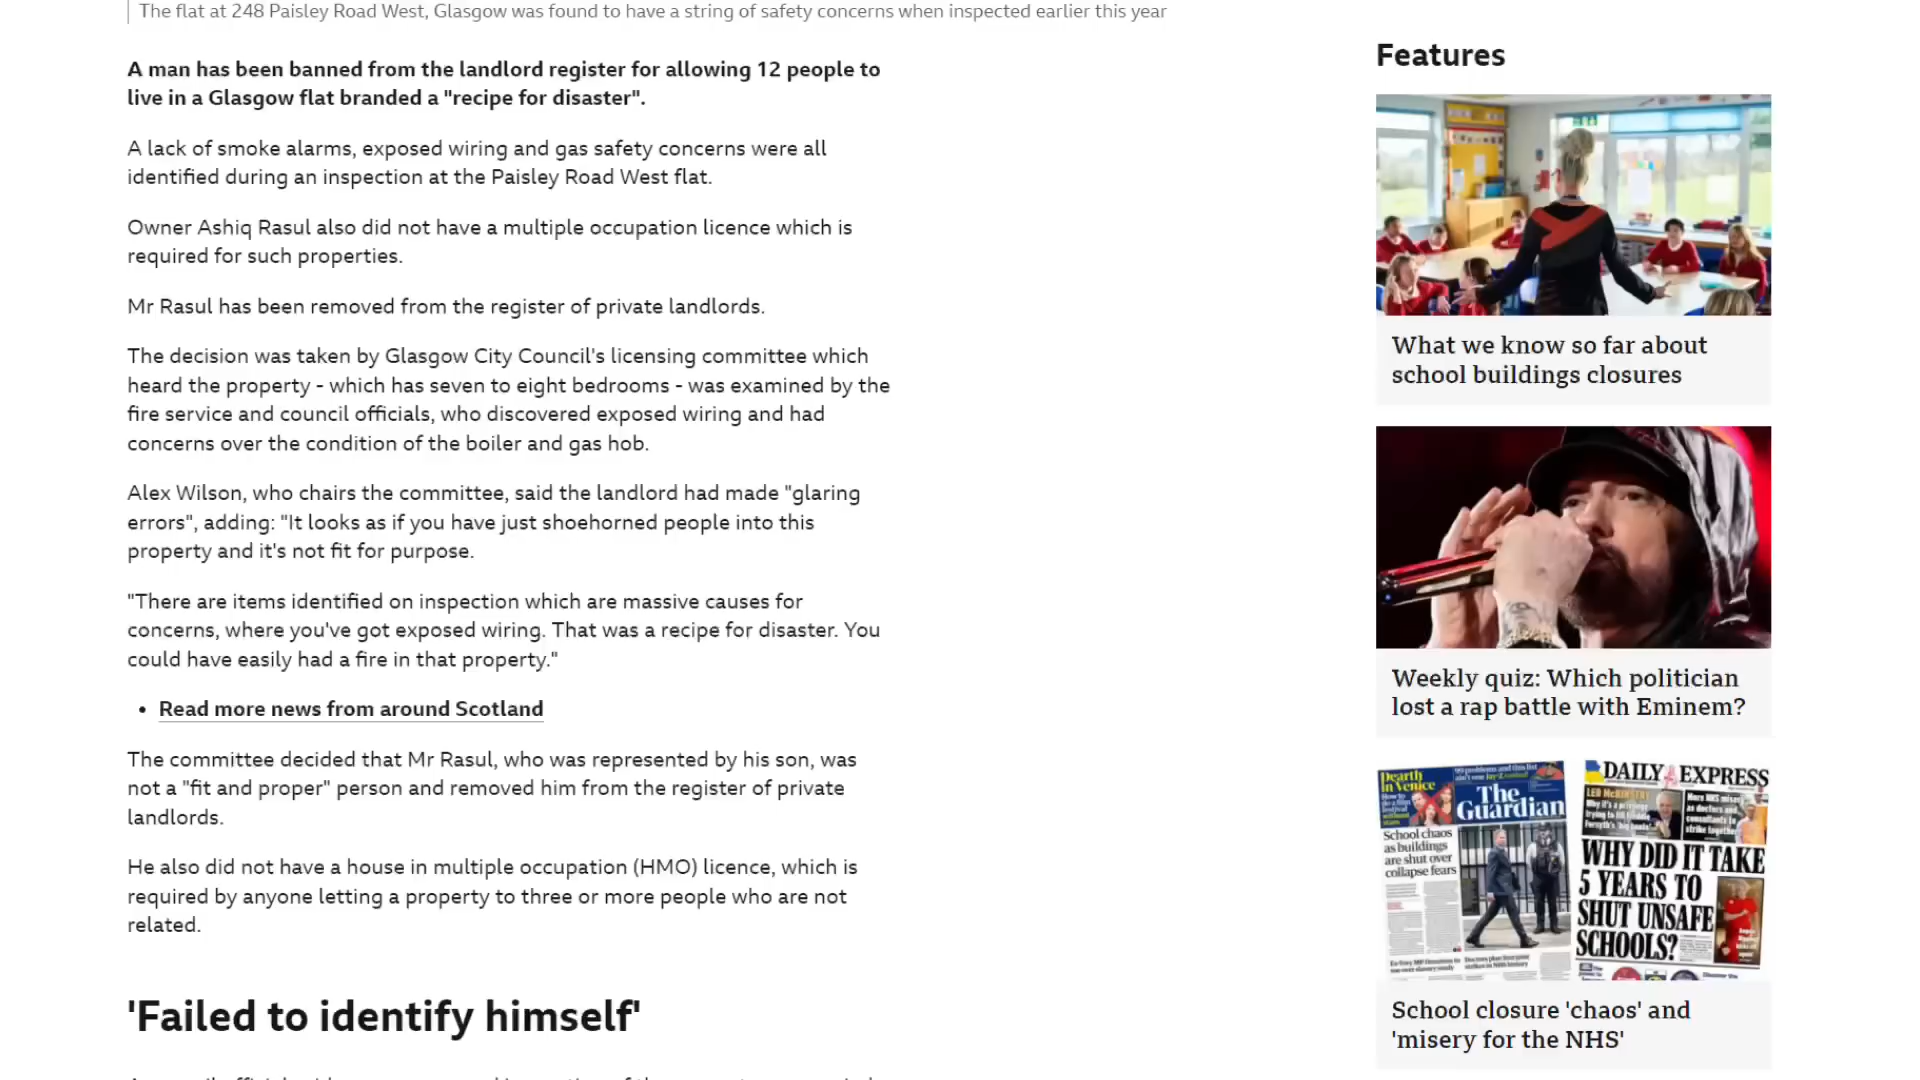 The flat at 248 Paisley Road West, Glasgow was found to have a string of safety concerns when inspected earlier this year
A man has been banned from the landlord register for allowing 12 people to
live in a Glasgow flat branded a "recipe for disaster".
A lack of smoke alarms, exposed wiring and gas safety concerns were all
identified during an inspection at the Paisley Road West flat.
Owner Ashiq Rasul also did not have a multiple occupation licence which is
required for such properties.
Mr Rasul has been removed from the register of private landlords.
The decision was taken by Glasgow City Council's licensing committee which
heard the property - which has seven to eight bedrooms - was examined by the
fire service and council officials, who discovered exposed wiring and had
concerns over the condition of the boiler and gas hob.
Alex Wilson, who chairs the committee, said the landlord had made "glaring
errors", adding: "It looks as if you have just shoehorned people into this
property and it's not fit for purpose.
"There are items identified on inspection which are massive causes for
concerns, where you've got exposed wiring. That was a recipe for disaster. You
could have easily had a fire in that property."
• Read more news from around Scotland
The committee decided that Mr Rasul, who was represented by his son, was
not a "fit and proper" person and removed him from the register of private
landlords.
He also did not have a house in multiple occupation (HMO) licence, which is
required by anyone letting a property to three or more people who are not
related.
'Failed to identify himself'
Features
What we know so far about
school buildings closures
Weekly quiz: Which politician
lost a rap battle with Eminem?
Dearth
in Venice
The
Guardian
School chaos
as buildings
are shut over
collapse fears
DAILY EXPRESS
WHY DID IT TAKE
5 YEARS TO
SHUT UNSAFE
SCHOOLS?
School closure 'chaos' and
'misery for the NHS'